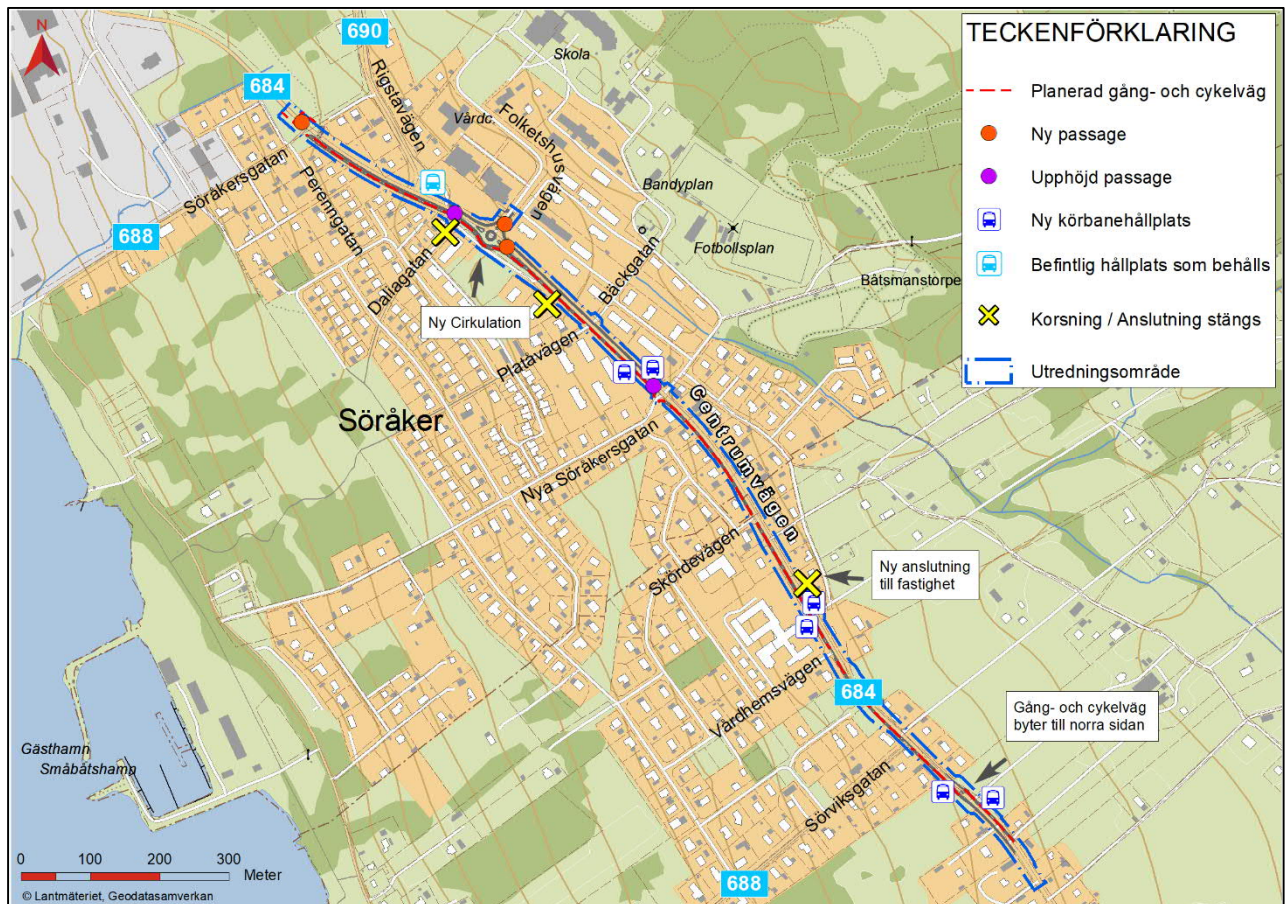 N
690
684
688
Skola
Rigstavägen
Vårdc.
Folketshusvägen
Söråkersgatan
Perenngatan
Daliagatan
Bandyplan
Fotbollsplan
Bäckgatan
Båtsmanstorpe
Ny Cirkulation
Platåvägen
Söråker
Centrumvägen
Nya Söråkersgatan
Skördevägen
Ny anslutning
till fastighet
Vårdhemsvägen
684
Gång- och cykelväg
byter till norra sidan
Sörviksgatan
688
Gästhamn
Småbåtshamn
0 100 200 300
Meter
© Lantmäteriet, Geodatasamverkan
TECKENFÖRKLARING
Planerad gång- och cykelväg
Ny passage
Upphöjd passage
Ny körbanehållplats
Befintlig hållplats som behålls
Korsning / Anslutning stängs
Utredningsområde